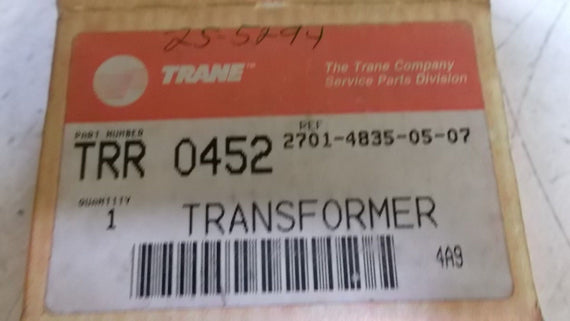 25-5294
TRANE™
The Trane Company
Service Parts Division
PART NUMBER
TRR 0452
REF
2701-4835-05-07
QUANTITY
1
TRANSFORMER
4A9